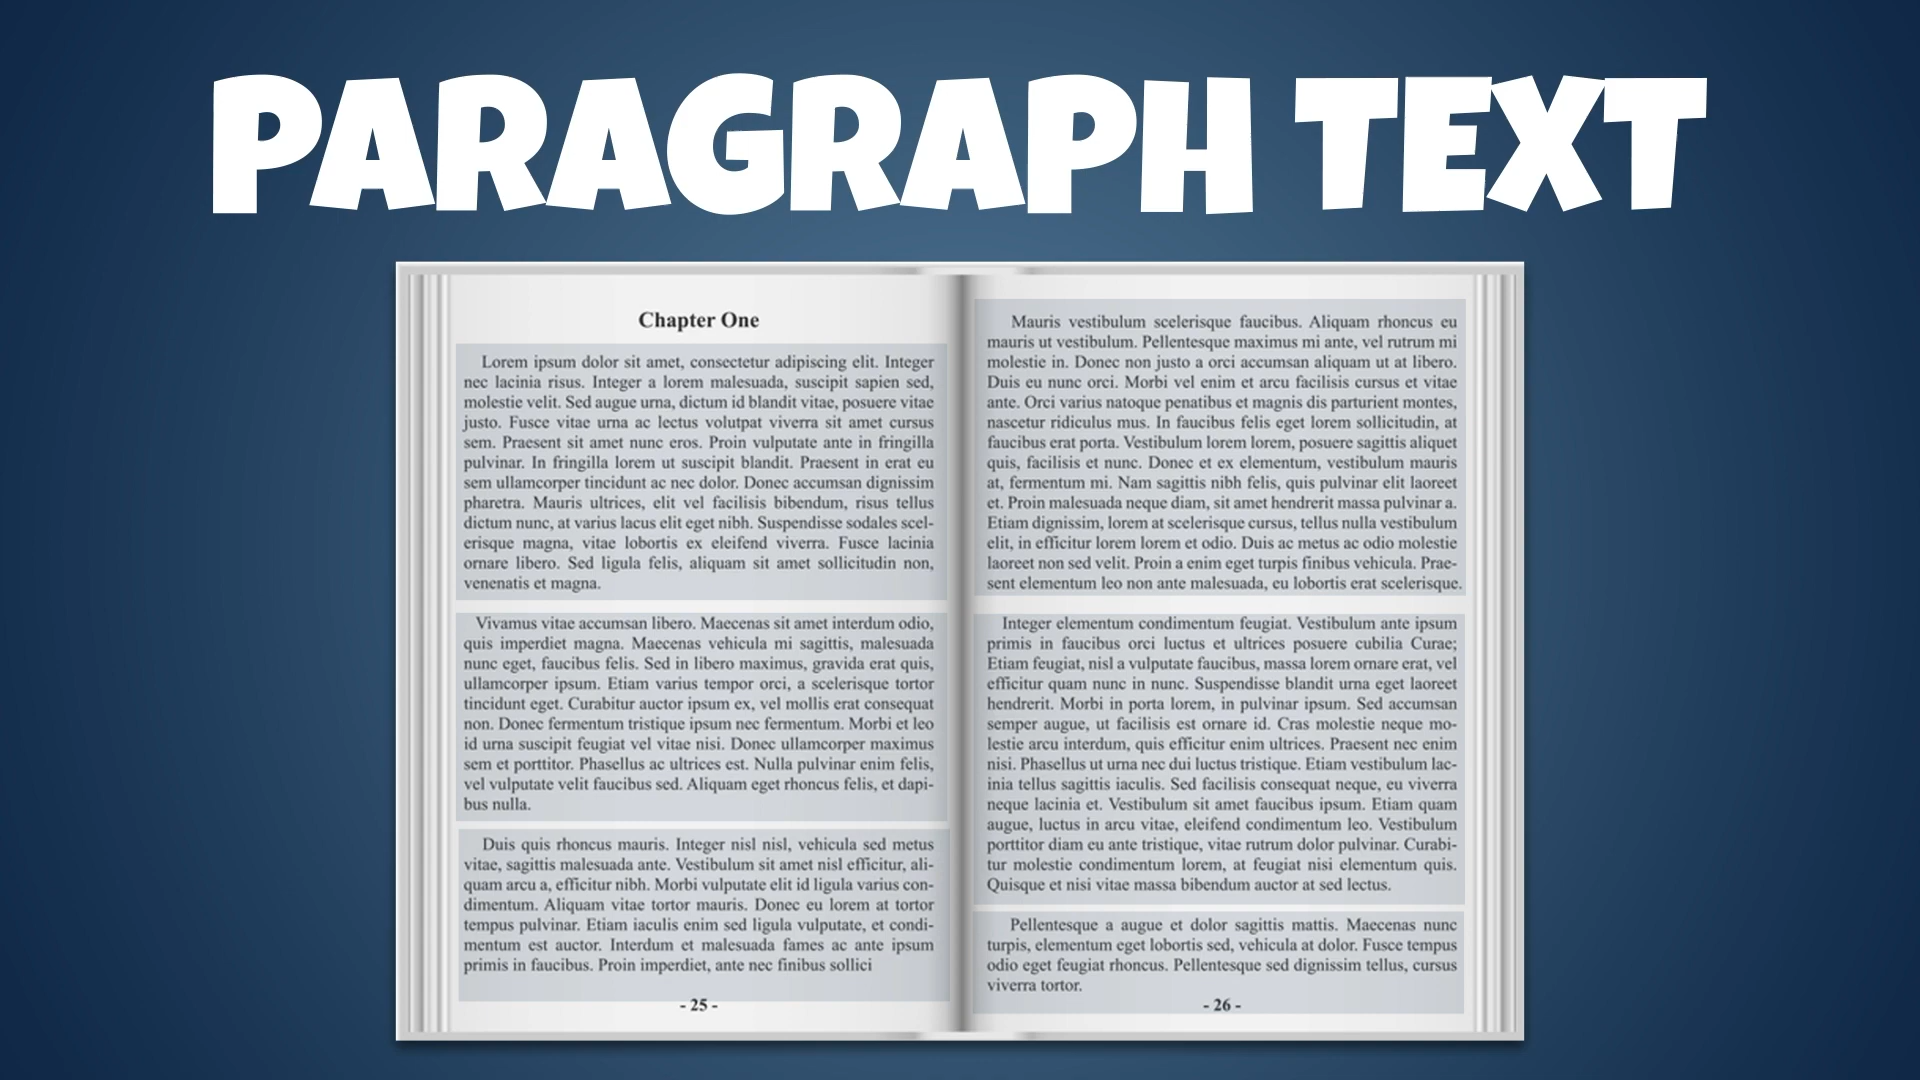 PARAGRAPH TEXT
Chapter One
Lorem ipsum dolor sit amet, consectetur adipiscing elit. Integer
nec lacinia risus. Integer a lorem malesuada, suscipit sapien sed,
molestie velit. Sed augue urna, dictum id blandit vitae, posuere vitae
justo. Fusce vitae urna ac lectus volutpat viverra sit amet cursus
sem. Praesent sit amet nunc eros. Proin vulputate ante in fringilla
pulvinar. In fringilla lorem ut suscipit blandit. Praesent in erat eu
sem ullamcorper tincidunt ac nec dolor. Donec accumsan dignissim
pharetra. Mauris ultrices, elit vel facilisis bibendum, risus tellus
dictum nunc, at varius lacus elit eget nibh. Suspendisse sodales scel-
erisque magna, vitae lobortis ex eleifend viverra. Fusce lacinia
ornare libero. Sed ligula felis, aliquam sit amet sollicitudin non,
venenatis et magna.
Vivamus vitae accumsan libero. Maecenas sit amet interdum odio,
quis imperdiet magna. Maecenas vehicula mi sagittis, malesuada
nunc eget, faucibus felis. Sed in libero maximus, gravida erat quis,
ullamcorper ipsum. Etiam varius tempor orci, a scelerisque tortor
tincidunt eget. Curabitur auctor ipsum ex, vel mollis erat consequat
non. Donec fermentum tristique ipsum nec fermentum. Morbi et leo
id urna suscipit feugiat vel vitae nisi. Donec ullamcorper maximus
sem et porttitor. Phasellus ac ultrices est. Nulla pulvinar enim felis,
vel vulputate velit faucibus sed. Aliquam eget rhoncus felis, et dapi-
bus nulla.
Duis quis rhoncus mauris. Integer nisl nisl, vehicula sed metus
vitae, sagittis malesuada ante. Vestibulum sit amet nisl efficitur, ali-
quam arcu a, efficitur nibh. Morbi vulputate elit id ligula varius con-
dimentum. Aliquam vitae tortor mauris. Donec eu lorem at tortor
tempus pulvinar. Etiam iaculis enim sed ligula vulputate, et condi-
mentum est auctor. Interdum et malesuada fames ac ante ipsum
primis in faucibus. Proin imperdiet, ante nec finibus sollici
- 25 -
Mauris vestibulum scelerisque faucibus. Aliquam rhoncus eu
mauris ut vestibulum. Pellentesque maximus mi ante, vel rutrum mi
molestie in. Donec non justo a orci accumsan aliquam ut at libero.
Duis eu nunc orci. Morbi vel enim et arcu facilisis cursus et vitae
ante. Orci varius natoque penatibus et magnis dis parturient montes,
nascetur ridiculus mus. In faucibus felis eget lorem sollicitudin, at
faucibus erat porta. Vestibulum lorem lorem, posuere sagittis aliquet
quis, facilisis et nunc. Donec et ex elementum, vestibulum mauris
at, fermentum mi. Nam sagittis nibh felis, quis pulvinar elit laoreet
et. Proin malesuada neque diam, sit amet hendrerit massa pulvinar a.
Etiam dignissim, lorem at scelerisque cursus, tellus nulla vestibulum
elit, in efficitur lorem lorem et odio. Duis ac metus ac odio molestie
laoreet non sed velit. Proin a enim eget turpis finibus vehicula. Prae-
sent elementum leo non ante malesuada, eu lobortis erat scelerisque.
Integer elementum condimentum feugiat. Vestibulum ante ipsum
primis in faucibus orci luctus et ultrices posuere cubilia Curae;
Etiam feugiat, nisl a vulputate faucibus, massa lorem ornare erat, vel
efficitur quam nunc in nunc. Suspendisse blandit urna eget laoreet
hendrerit. Morbi in porta lorem, in pulvinar ipsum. Sed accumsan
semper augue, ut facilisis est ornare id. Cras molestie neque mo-
lestie arcu interdum, quis efficitur enim ultrices. Praesent nec enim
nisi. Phasellus ut urna nec dui luctus tristique. Etiam vestibulum lac-
inia tellus sagittis iaculis. Sed facilisis consequat neque, eu viverra
neque lacinia et. Vestibulum sit amet faucibus ipsum. Etiam quam
augue, luctus in arcu vitae, eleifend condimentum leo. Vestibulum
porttitor diam eu ante tristique, vitae rutrum dolor pulvinar. Curabi-
tur molestie condimentum lorem, at feugiat nisi elementum quis.
Quisque et nisi vitae massa bibendum auctor at sed lectus.
Pellentesque a augue et dolor sagittis mattis. Maecenas nunc
turpis, elementum eget lobortis sed, vehicula at dolor. Fusce tempus
odio eget feugiat rhoncus. Pellentesque sed dignissim tellus, cursus
viverra tortor.
- 26 -